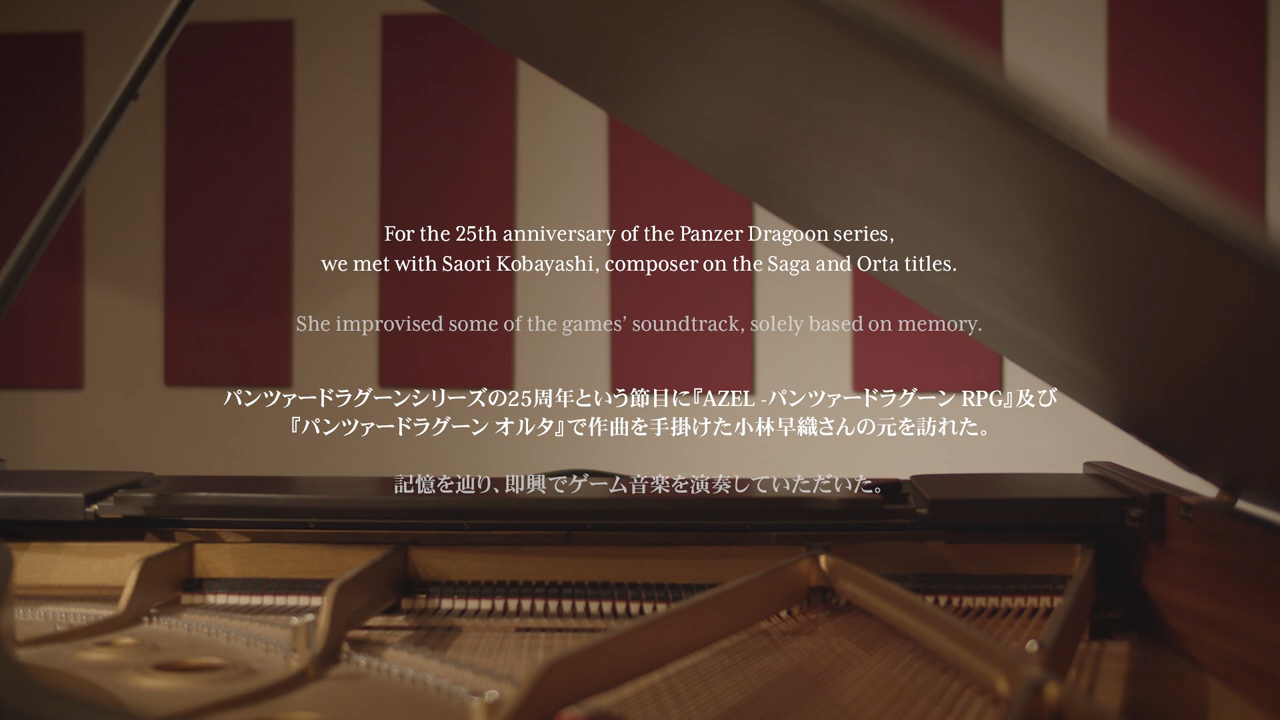 For the 25th anniversary of the Panzer Dragoon series,
we met with Saori Kobayashi, composer on the Saga and Orta titles.
She improvised some of the games’ soundtrack, solely based on memory.
パンツァードラグーンシリーズの25周年という節目に『AZEL -パンツァードラグーン RPG』及び
『パンツァードラグーン オルタ』で作曲を手掛けた小林早織さんの元を訪れた。
記憶を辿り、即興でゲーム音楽を演奏していただいた。